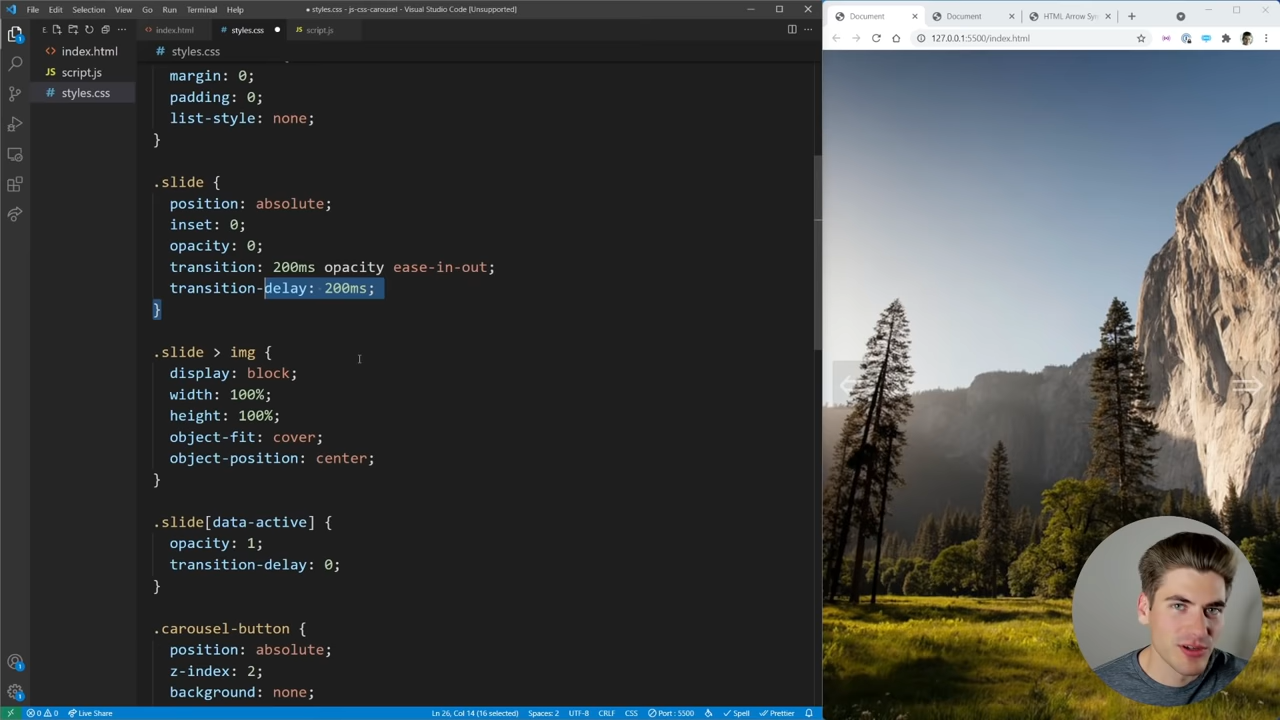 File Edit Selection View Go Run Terminal Help
● styles.css - js-css-carousel - Visual Studio Code [Unsupported]
E
index.html
script.js
styles.css
index.html
styles.css
script.js
styles.css
margin: 0;
padding: 0;
list-style: none;
}
.slide {
position: absolute;
inset: 0;
opacity: 0;
transition: 200ms opacity ease-in-out;
transition-delay: 200ms;
}
.slide > img {
display: block;
width: 100%;
height: 100%;
object-fit: cover;
object-position: center;
}
.slide[data-active] {
opacity: 1;
transition-delay: 0;
}
.carousel-button {
position: absolute;
z-index: 2;
background: none;
0 0 Live Share
Ln 26, Col 14 (16 selected) Spaces: 2 UTF-8 CRLF CSS Port : 5500 Spell Prettier
Document
Document
HTML Arrow Sy
127.0.0.1:5500/index.html